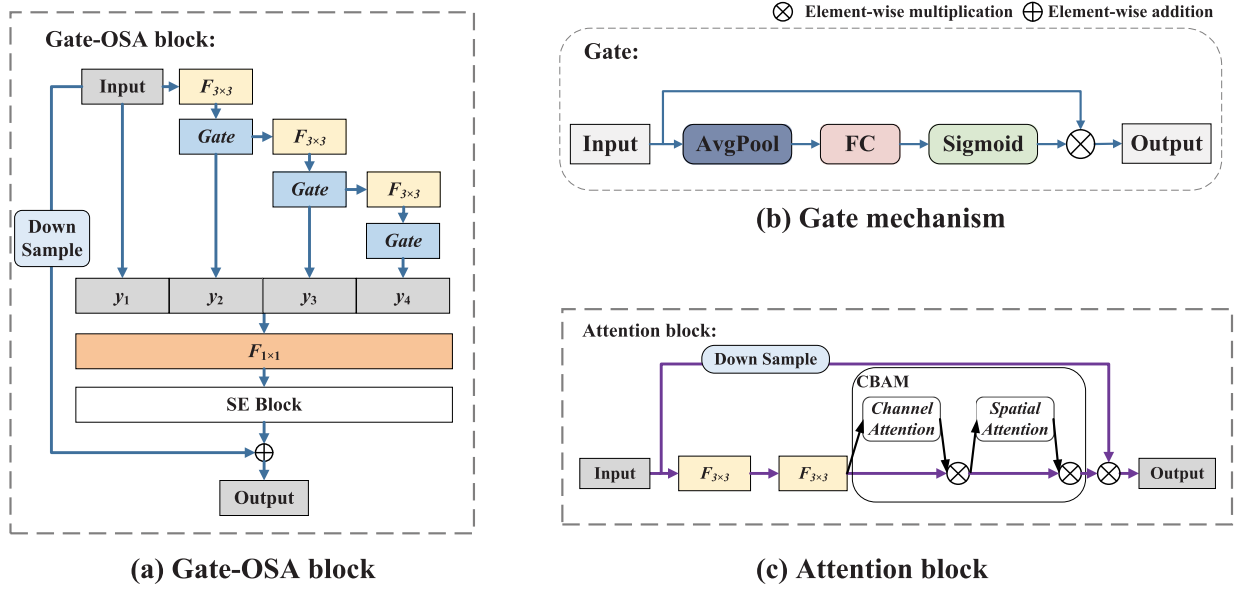 Gate-OSA block:
Input
F3×3
Gate
F3×3
Gate
F3×3
Gate
Down
Sample
y1
y2
y3
y4
F1×1
SE Block
Output
(a) Gate-OSA block
Element-wise multiplication
Element-wise addition
Gate:
Input
AvgPool
FC
Sigmoid
Output
(b) Gate mechanism
Attention block:
Down Sample
CBAM
Channel
Attention
Spatial
Attention
Input
F3×3
F3×3
Output
(c) Attention block